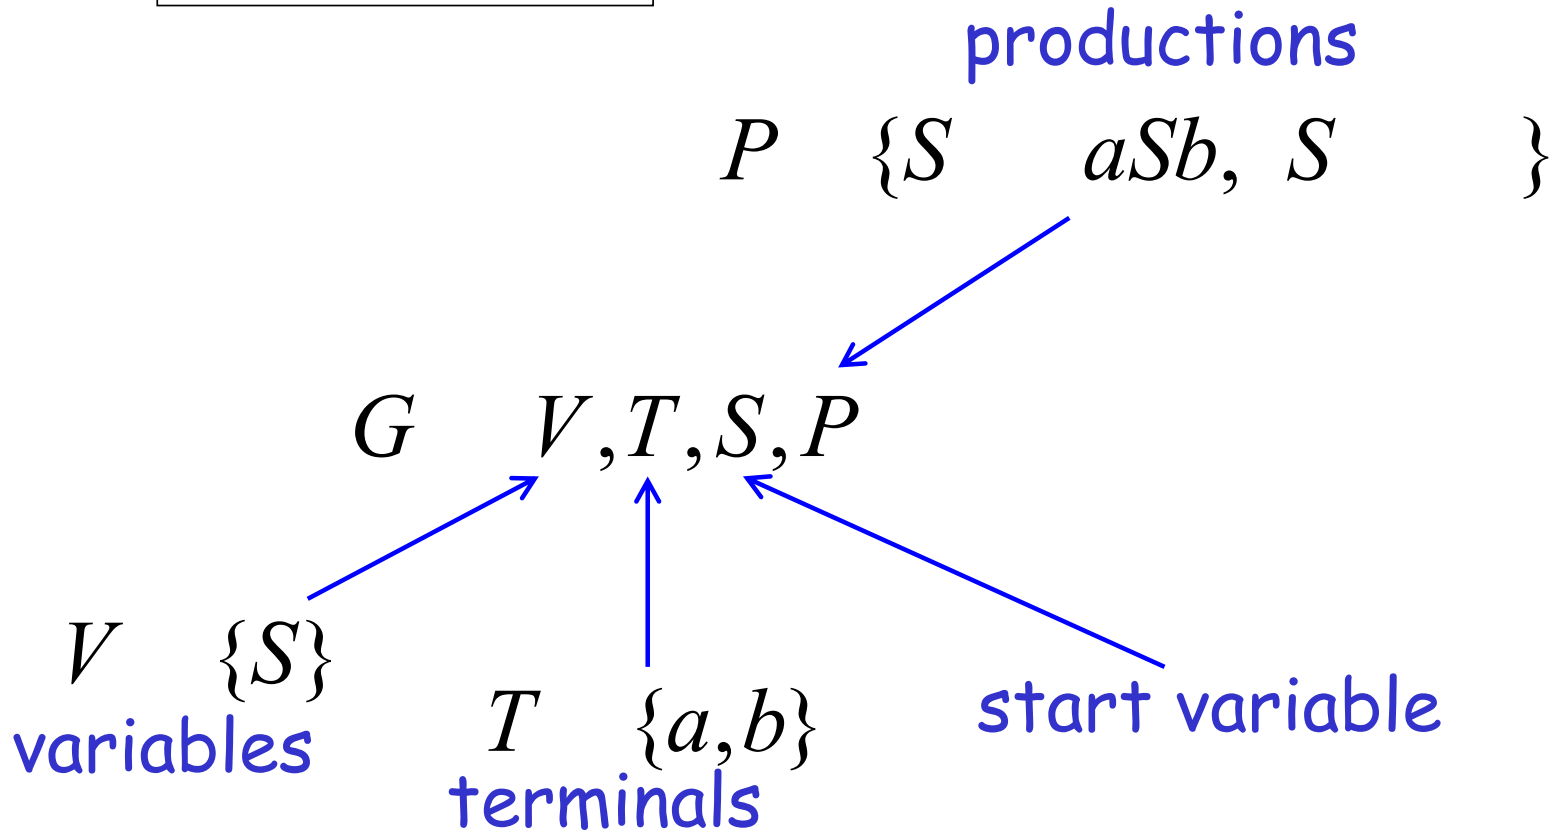 productions
P {S aSb, S }
G V,T,S,P
V {S}
variables
T {a,b}
terminals
start variable